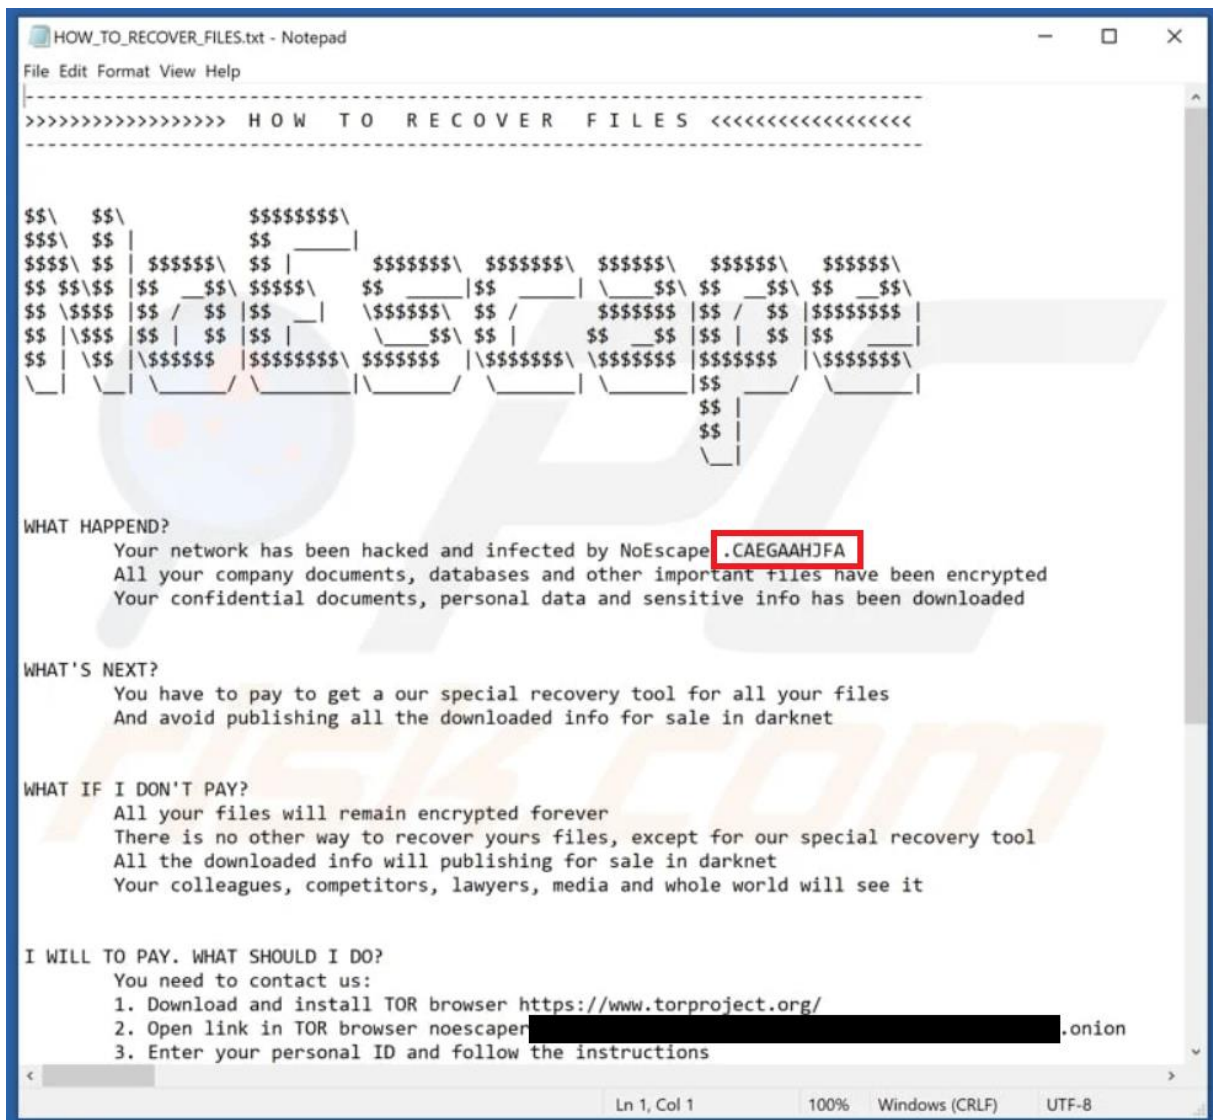 HOW_TO_RECOVER_FILES.txt - Notepad
File Edit Format View Help
--------------------------------------------------------------------------------
>>>>>>>>>>>>>>>>>> H O W   T O   R E C O V E R   F I L E S <<<<<<<<<<<<<<<<<<
--------------------------------------------------------------------------------
NoEscape
WHAT HAPPEND?
Your network has been hacked and infected by NoEscape .CAEGAAHJFA
All your company documents, databases and other important files have been encrypted
Your confidential documents, personal data and sensitive info has been downloaded
WHAT'S NEXT?
You have to pay to get a our special recovery tool for all your files
And avoid publishing all the downloaded info for sale in darknet
WHAT IF I DON'T PAY?
All your files will remain encrypted forever
There is no other way to recover yours files, except for our special recovery tool
All the downloaded info will publishing for sale in darknet
Your colleagues, competitors, lawyers, media and whole world will see it
I WILL TO PAY. WHAT SHOULD I DO?
You need to contact us:
1. Download and install TOR browser https://www.torproject.org/
2. Open link in TOR browser noescaper .onion
3. Enter your personal ID and follow the instructions
Ln 1, Col 1 100% Windows (CRLF) UTF-8
PC
risk.com